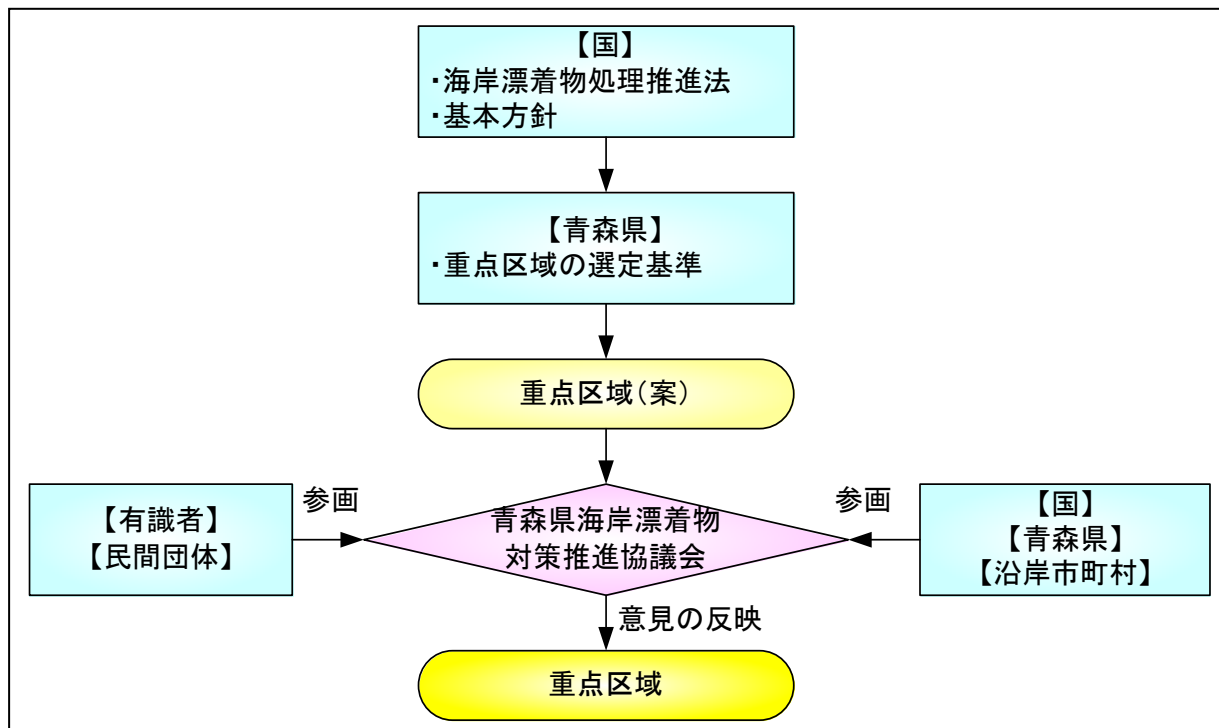 【国】
・海岸漂着物処理推進法
・基本方針
【青森県】
・重点区域の選定基準
重点区域（案）
【有識者】
【民間団体】
参画
青森県海岸漂着物
対策推進協議会
参画
【国】
【青森県】
【沿岸市町村】
意見の反映
重点区域